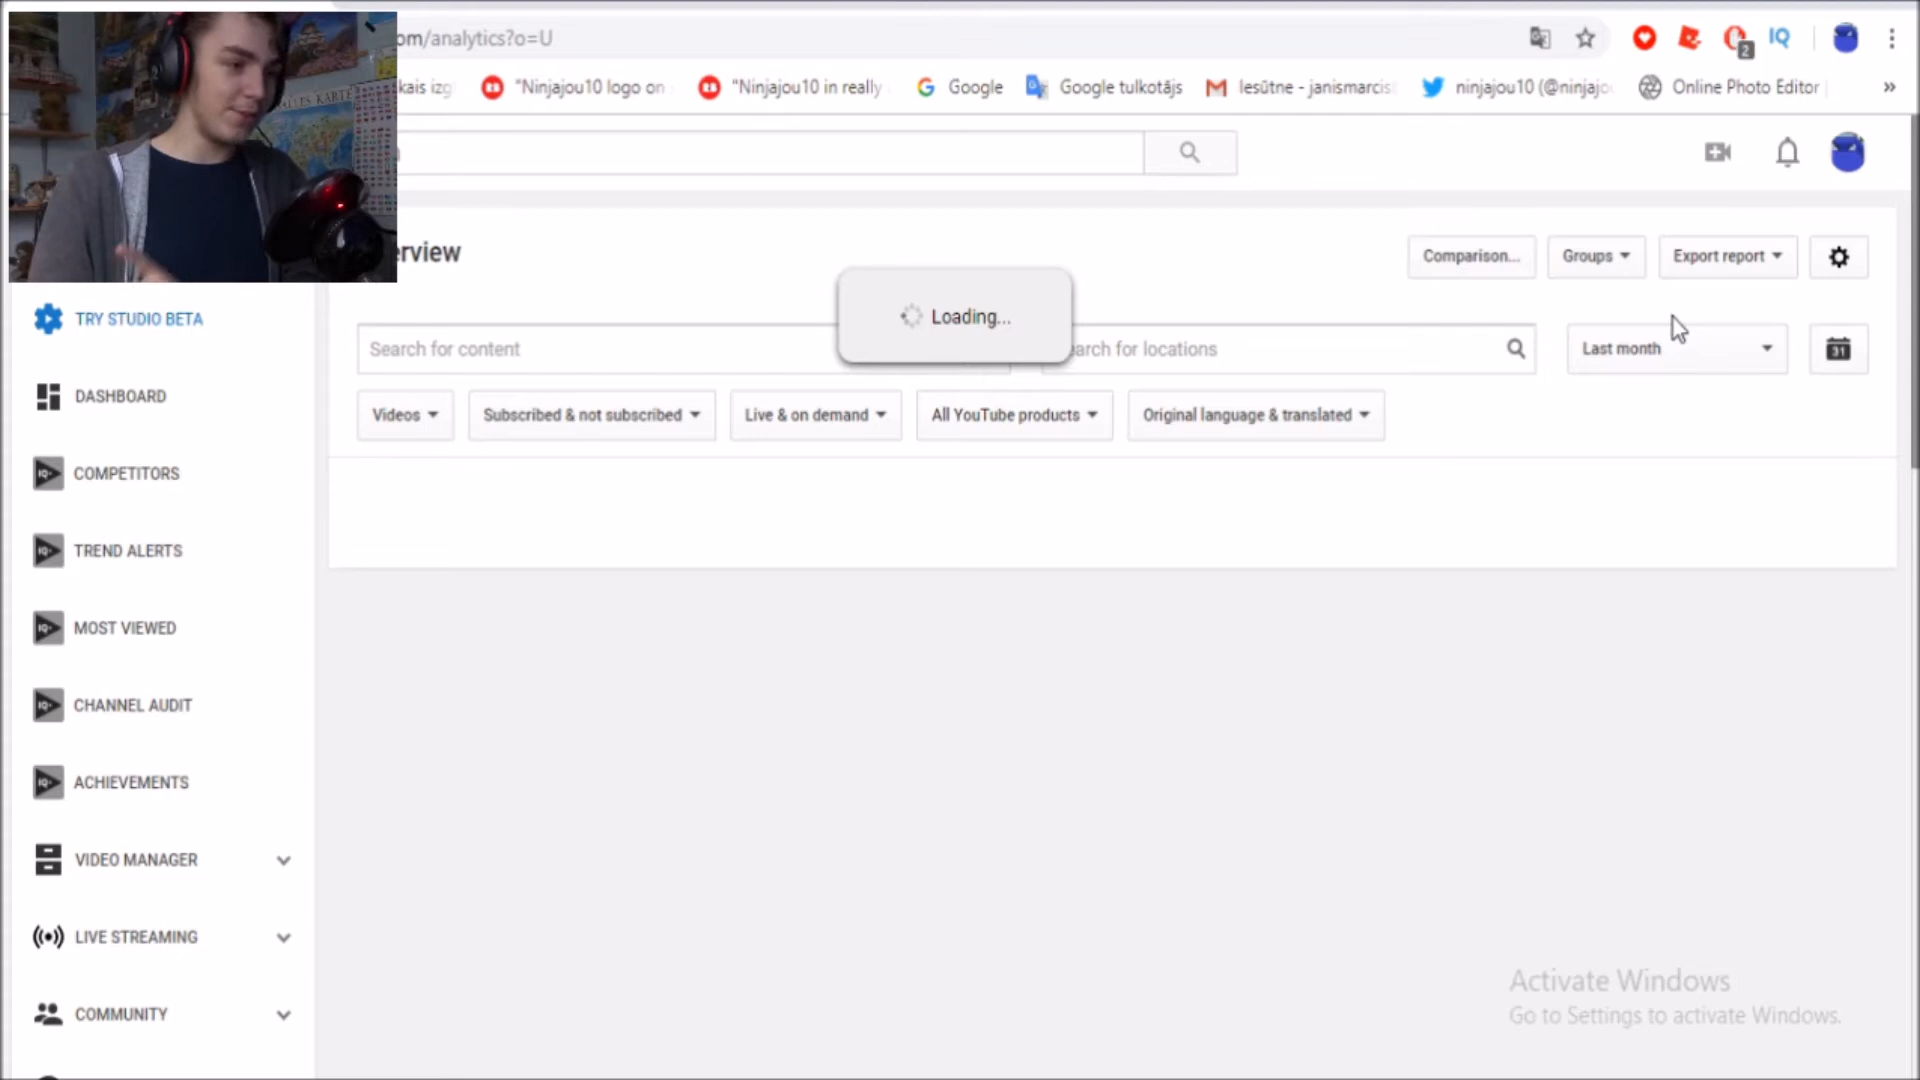 om/analytics?o=U
2
IQ
kais izg
"Ninjajou10 logo on
"Ninjajou10 in really
Google
Google tulkotājs
Iesūtne - janismarcis
ninjajou10 (@ninjajo
Online Photo Editor
»
erview
Comparison...
Groups
Export report
Loading...
Search for content
earch for locations
Last month
31
Videos
Subscribed & not subscribed
Live & on demand
All YouTube products
Original language & translated
TRY STUDIO BETA
DASHBOARD
COMPETITORS
TREND ALERTS
MOST VIEWED
CHANNEL AUDIT
ACHIEVEMENTS
VIDEO MANAGER
LIVE STREAMING
COMMUNITY
Activate Windows
Go to Settings to activate Windows.